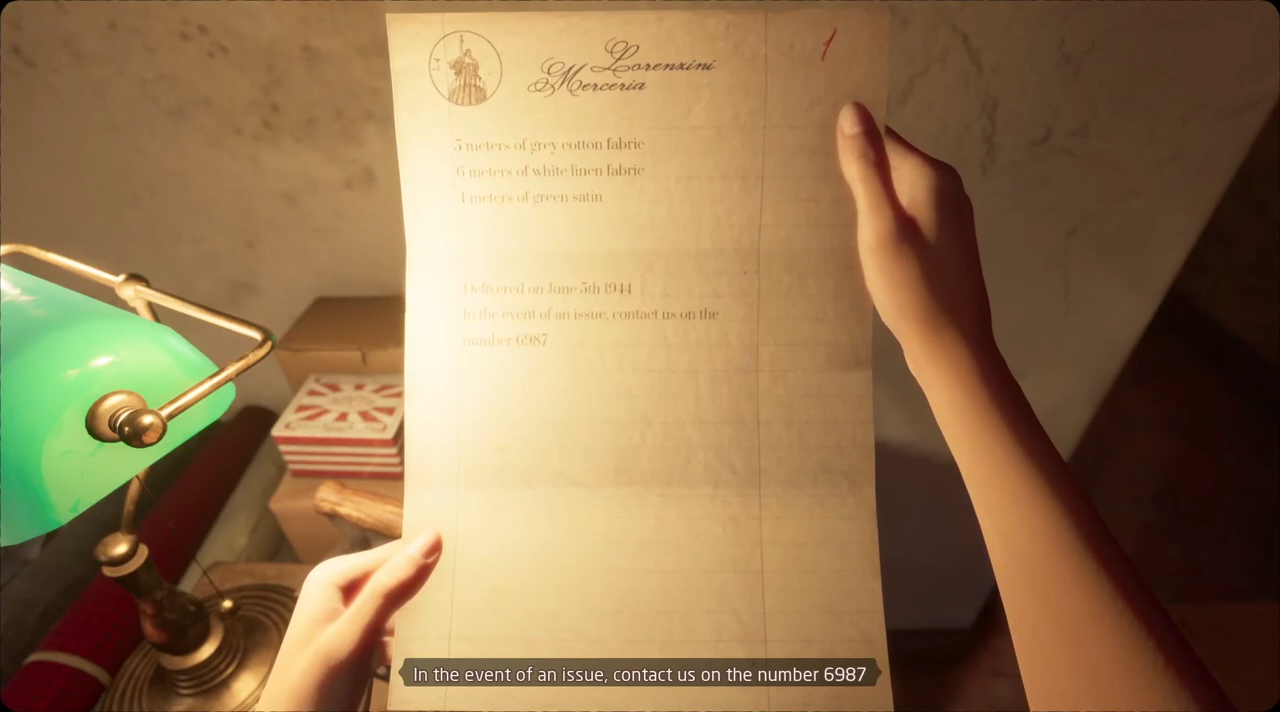 Lorenzini
Merceria
5 meters of grey cotton fabric
6 meters of white linen fabric
4 meters of green satin
Delivered on June 5th 1944
In the event of an issue, contact us on the
number 6987
In the event of an issue, contact us on the number 6987